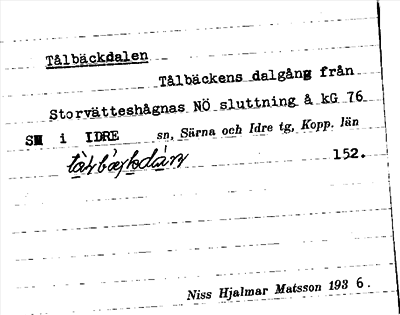 Tålbäckdalen
Tålbäckens dalgång från
Storvätteshågnas NÖ sluttning å kG 76
SM i IDRE sn, Särna och Idre tg, Kopp. län
152.
Niss Hjalmar Matsson 193 6.